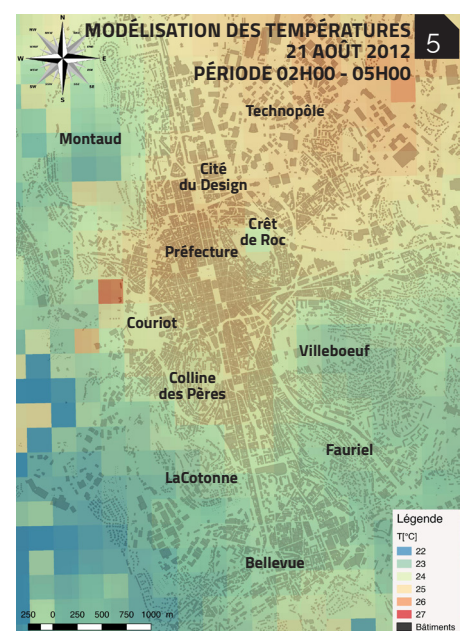 MODÉLISATION DES TEMPÉRATURES
21 AOÛT 2012
PÉRIODE 02H00 - 05H00
5
N
W
E
S
Technopôle
Montaud
Cité
du Design
Crêt
de Roc
Préfecture
Couriot
Villeboeuf
Colline
des Pères
Fauriel
LaCotonne
Bellevue
Légende
T[°C]
22
23
24
25
26
27
Bâtiments
250 0 250 500 750 1000 m